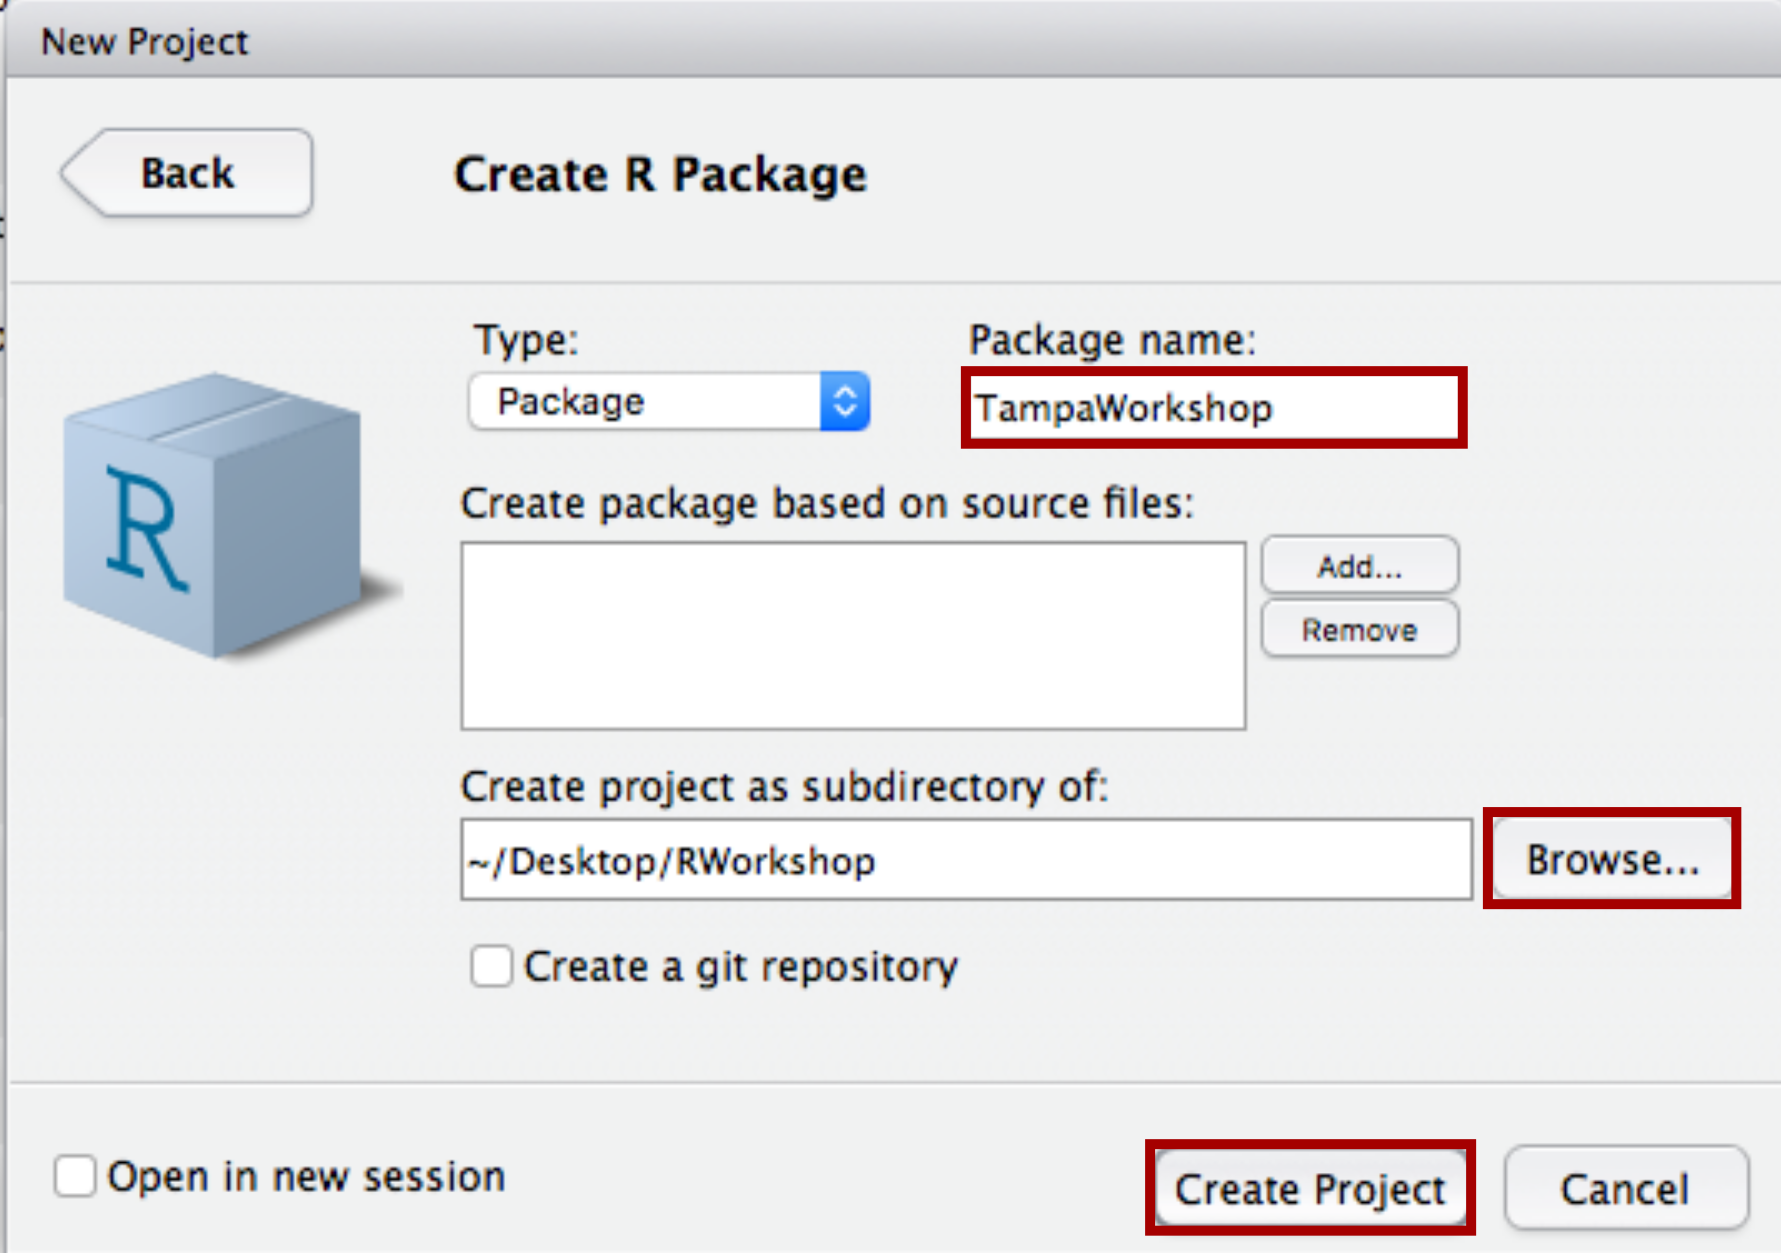 New Project
Back
Create R Package
Type:
Package name:
Package
TampaWorkshop
R
Create package based on source files:
Add...
Remove
Create project as subdirectory of:
~/Desktop/RWorkshop
Browse...
Create a git repository
Open in new session
Create Project
Cancel